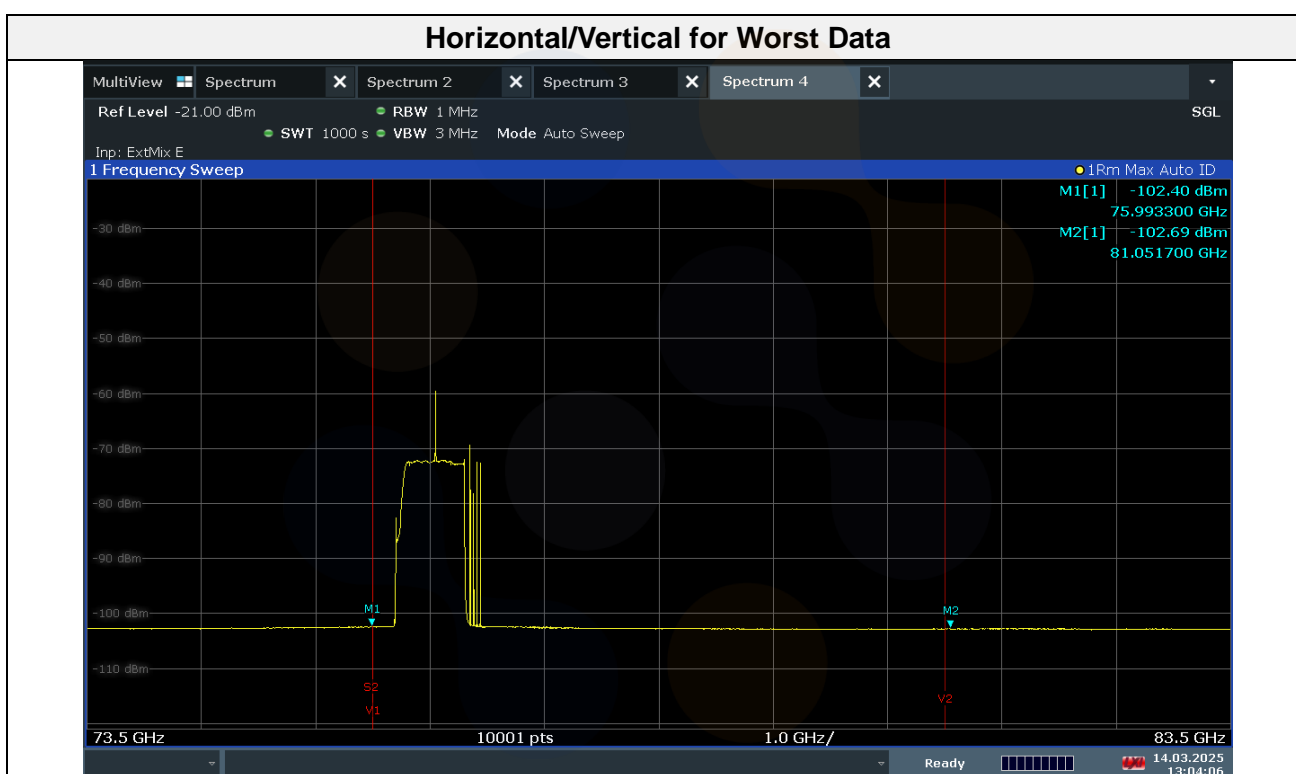 Horizontal/Vertical for Worst Data
MultiView Spectrum Spectrum 2 Spectrum 3 Spectrum 4
Ref Level -21.00 dBm RBW 1 MHz SGL
SWT 1000 s VBW 3 MHz Mode Auto Sweep
Inp: ExtMix E
1 Frequency Sweep 1Rm Max Auto ID
M1[1] -102.40 dBm
75.993300 GHz
-30 dBm M2[1] -102.69 dBm
81.051700 GHz
-40 dBm
-50 dBm
-60 dBm
-70 dBm
-80 dBm
-90 dBm
M1 M2
-100 dBm
-110 dBm
S2
V2
V1
73.5 GHz 10001 pts 1.0 GHz/ 83.5 GHz
Ready 14.03.2025
13:04:06